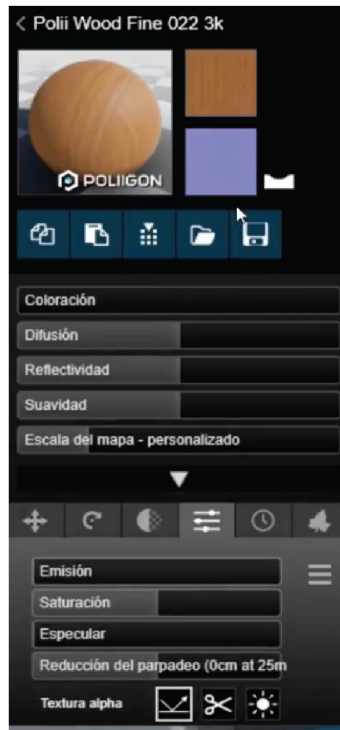 < Polii Wood Fine 022 3k
POLIIGON
Coloración
Difusión
Reflectividad
Suavidad
Escala del mapa - personalizado
Emisión
Saturación
Especular
Reducción del parpadeo (0cm at 25m
Textura alpha